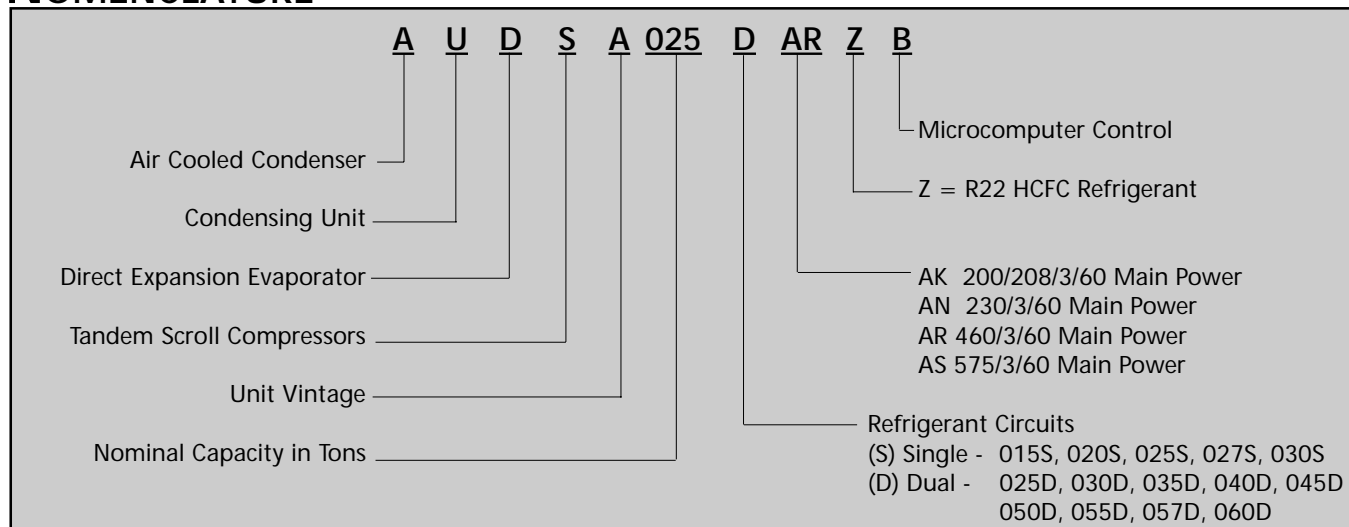 NOMENCLATURE
A U D S A 025 D AR Z B
Microcomputer Control
Air Cooled Condenser
Z = R22 HCFC Refrigerant
Condensing Unit
Direct Expansion Evaporator
AK 200/208/3/60 Main Power
AN 230/3/60 Main Power
AR 460/3/60 Main Power
AS 575/3/60 Main Power
Tandem Scroll Compressors
Unit Vintage
Nominal Capacity in Tons
Refrigerant Circuits
(S) Single - 015S, 020S, 025S, 027S, 030S
(D) Dual - 025D, 030D, 035D, 040D, 045D
050D, 055D, 057D, 060D